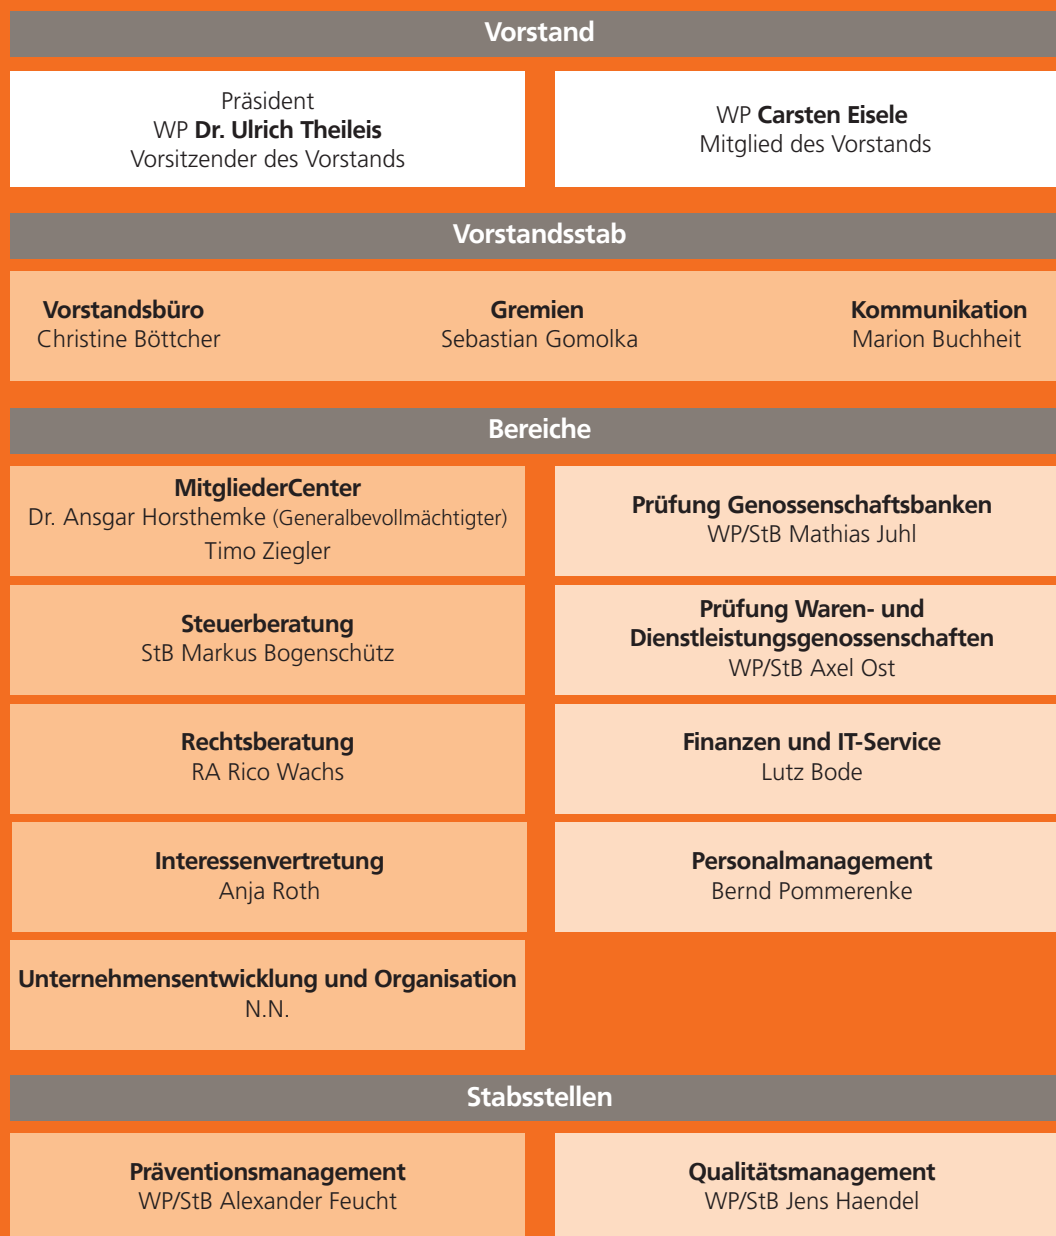 Vorstand
Präsident
WP Dr. Ulrich Theileis
Vorsitzender des Vorstands
WP Carsten Eisele
Mitglied des Vorstands
Vorstandsstab
Vorstandsbüro
Christine Böttcher
Gremien
Sebastian Gomolka
Kommunikation
Marion Buchheit
Bereiche
MitgliederCenter
Dr. Ansgar Horsthemke (Generalbevollmächtigter)
Timo Ziegler
Prüfung Genossenschaftsbanken
WP/StB Mathias Juhl
Steuerberatung
StB Markus Bogenschütz
Prüfung Waren- und
Dienstleistungsgenossenschaften
WP/StB Axel Ost
Rechtsberatung
RA Rico Wachs
Finanzen und IT-Service
Lutz Bode
Interessenvertretung
Anja Roth
Personalmanagement
Bernd Pommerenke
Unternehmensentwicklung und Organisation
N.N.
Stabsstellen
Präventionsmanagement
WP/StB Alexander Feucht
Qualitätsmanagement
WP/StB Jens Haendel